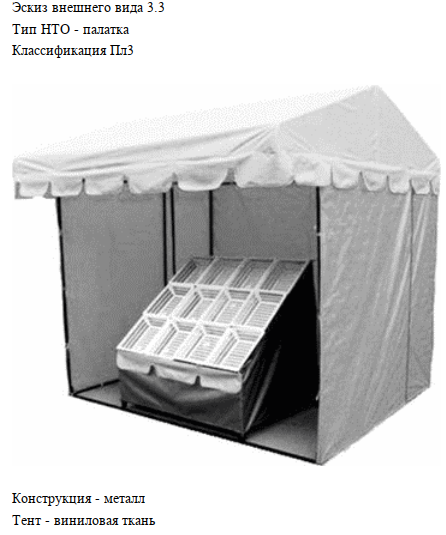 Эскиз внешнего вида 3.3
Тип НТО - палатка
Классификация Пл3
Конструкция - металл
Тент - виниловая ткань